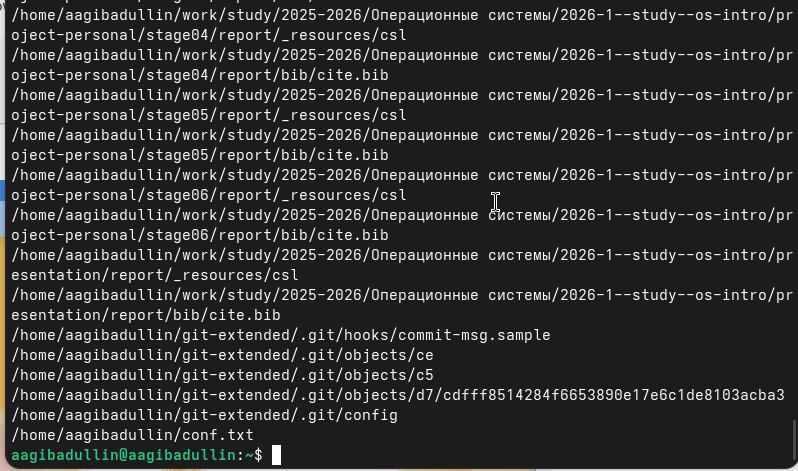 /home/aagibadullin/work/study/2025-2026/Операционные системы/2026-1--study--os-intro/pr
oject-personal/stage04/report/_resources/csl
/home/aagibadullin/work/study/2025-2026/Операционные системы/2026-1--study--os-intro/pr
oject-personal/stage04/report/bib/cite.bib
/home/aagibadullin/work/study/2025-2026/Операционные системы/2026-1--study--os-intro/pr
oject-personal/stage05/report/_resources/csl
/home/aagibadullin/work/study/2025-2026/Операционные системы/2026-1--study--os-intro/pr
oject-personal/stage05/report/bib/cite.bib
/home/aagibadullin/work/study/2025-2026/Операционные системы/2026-1--study--os-intro/pr
oject-personal/stage06/report/_resources/csl
/home/aagibadullin/work/study/2025-2026/Операционные системы/2026-1--study--os-intro/pr
oject-personal/stage06/report/bib/cite.bib
/home/aagibadullin/work/study/2025-2026/Операционные системы/2026-1--study--os-intro/pr
esentation/report/_resources/csl
/home/aagibadullin/work/study/2025-2026/Операционные системы/2026-1--study--os-intro/pr
esentation/report/bib/cite.bib
/home/aagibadullin/git-extended/.git/hooks/commit-msg.sample
/home/aagibadullin/git-extended/.git/objects/ce
/home/aagibadullin/git-extended/.git/objects/c5
/home/aagibadullin/git-extended/.git/objects/d7/cdfff8514284f6653890e17e6c1de8103acba3
/home/aagibadullin/git-extended/.git/config
/home/aagibadullin/conf.txt
aagibadullin@aagibadullin:~$